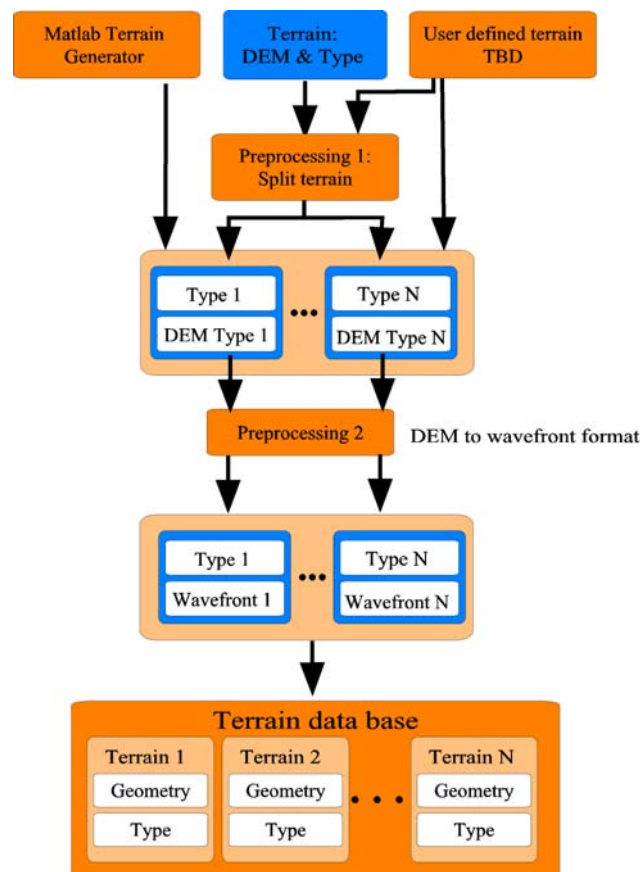 Matlab Terrain
Generator
Terrain:
DEM & Type
User defined terrain
TBD
Preprocessing 1:
Split terrain
Type 1
DEM Type 1
...
Type N
DEM Type N
Preprocessing 2
DEM to wavefront format
Type 1
Wavefront 1
...
Type N
Wavefront N
Terrain data base
Terrain 1
Geometry
Type
Terrain 2
Geometry
Type
. . .
Terrain N
Geometry
Type